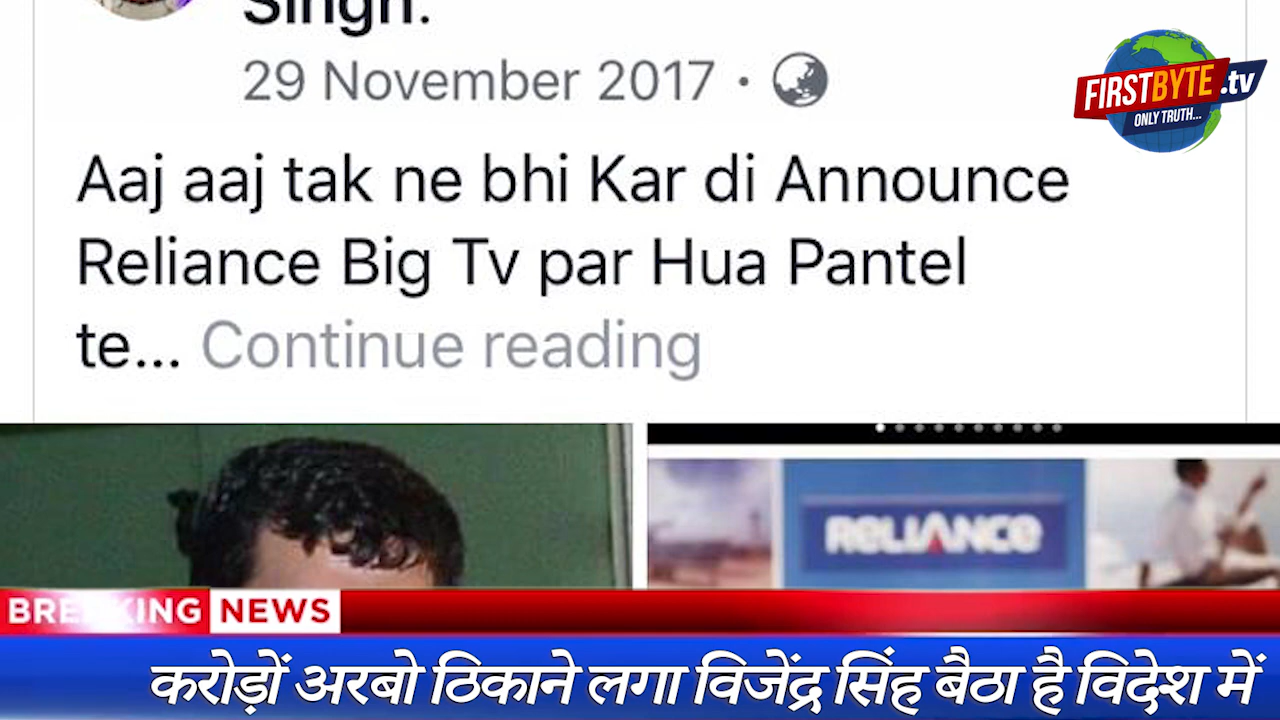 Singh.
29 November 2017 ·
FIRSTBYTE.tv
ONLY TRUTH...
Aaj aaj tak ne bhi Kar di Announce
Reliance Big Tv par Hua Pantel
te... Continue reading
RELIANCE
BREAKING NEWS
करोड़ों अरबो ठिकाने लगा विजेंद्र सिंह बैठा है विदेश में